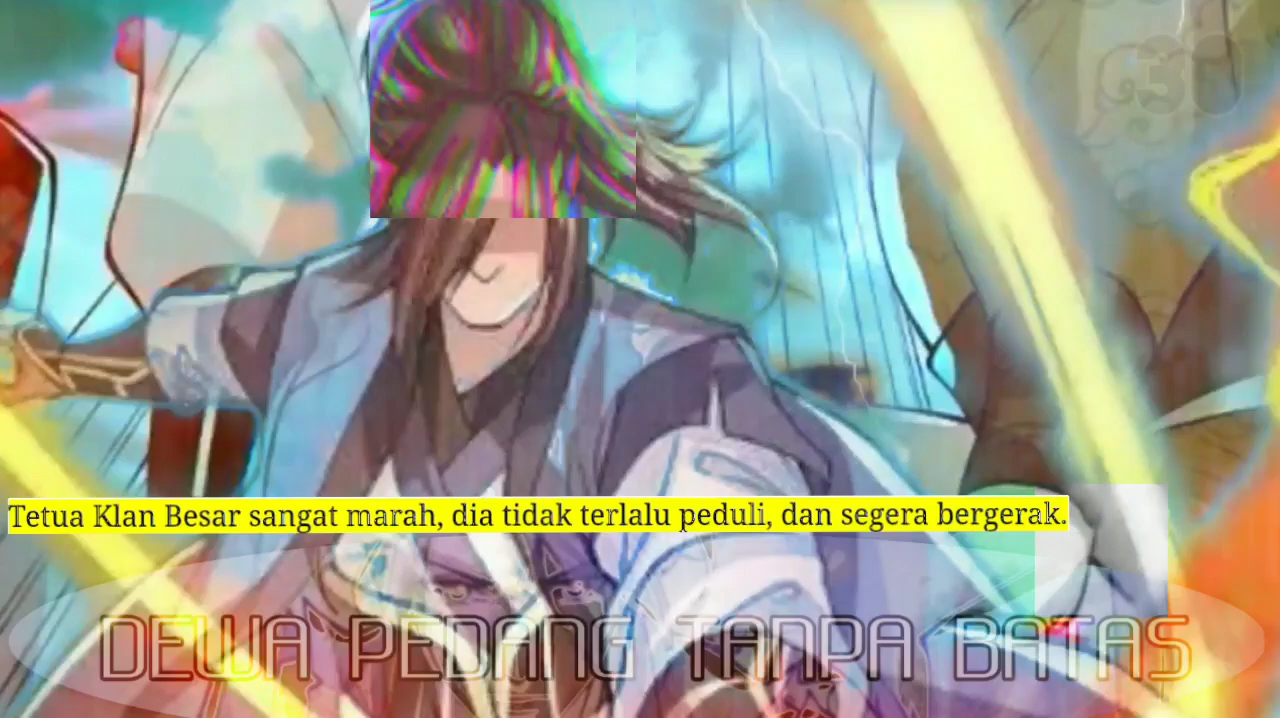 Tetua Klan Besar sangat marah, dia tidak terlalu peduli, dan segera bergerak.
DEWA PEDANG TANPA BATAS